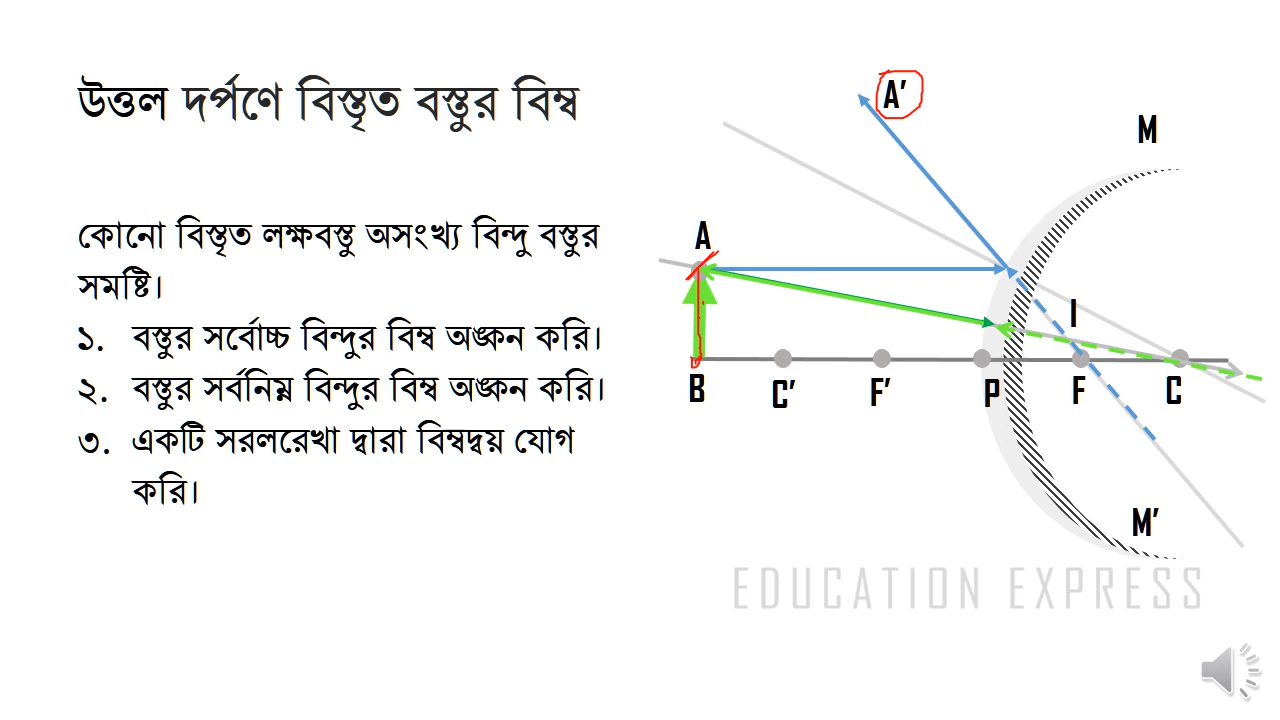 উত্তল দর্পণে বিস্তৃত বস্তুর বিম্ব
কোনো বিস্তৃত লক্ষবস্তু অসংখ্য বিন্দু বস্তুর
সমষ্টি।
১. বস্তুর সর্বোচ্চ বিন্দুর বিম্ব অঙ্কন করি।
২. বস্তুর সর্বনিম্ন বিন্দুর বিম্ব অঙ্কন করি।
৩. একটি সরলরেখা দ্বারা বিম্বদ্বয় যোগ
করি।
A′
M
A
I
B C′ F′ P F C
M′
EDUCATION EXPRESS